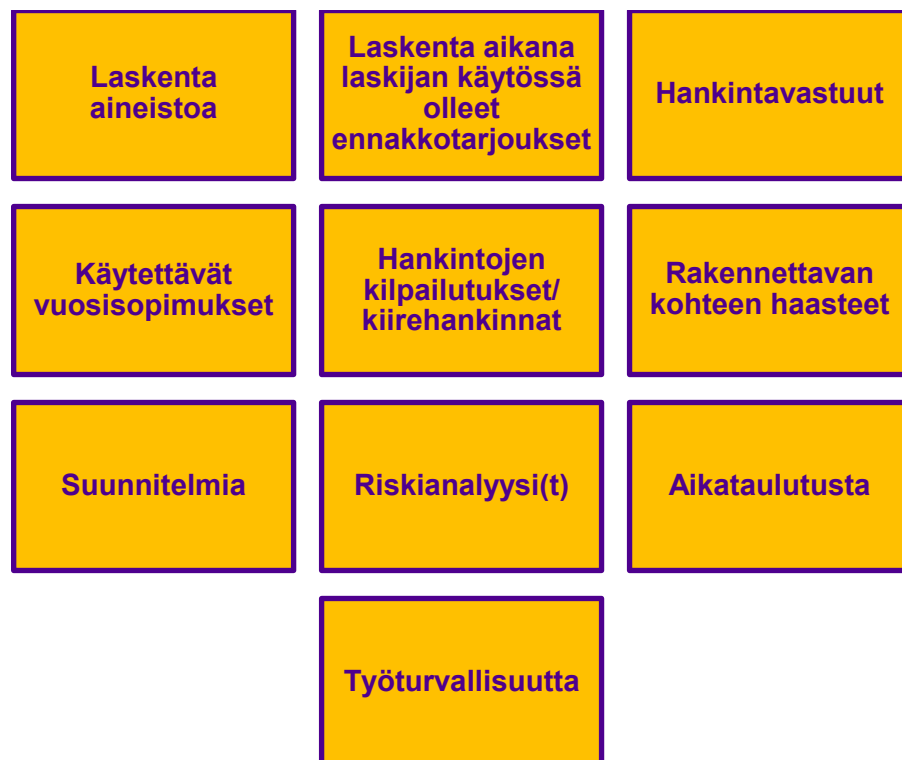 Laskenta
aineistoa
Laskenta aikana
laskijan käytössä
olleet
ennakkotarjoukset
Hankintavastuut
Käytettävät
vuosisopimukset
Hankintojen
kilpailutukset/
kiirehankinnat
Rakennettavan
kohteen haasteet
Suunnitelmia
Riskianalyysi(t)
Aikataulutusta
Työturvallisuutta